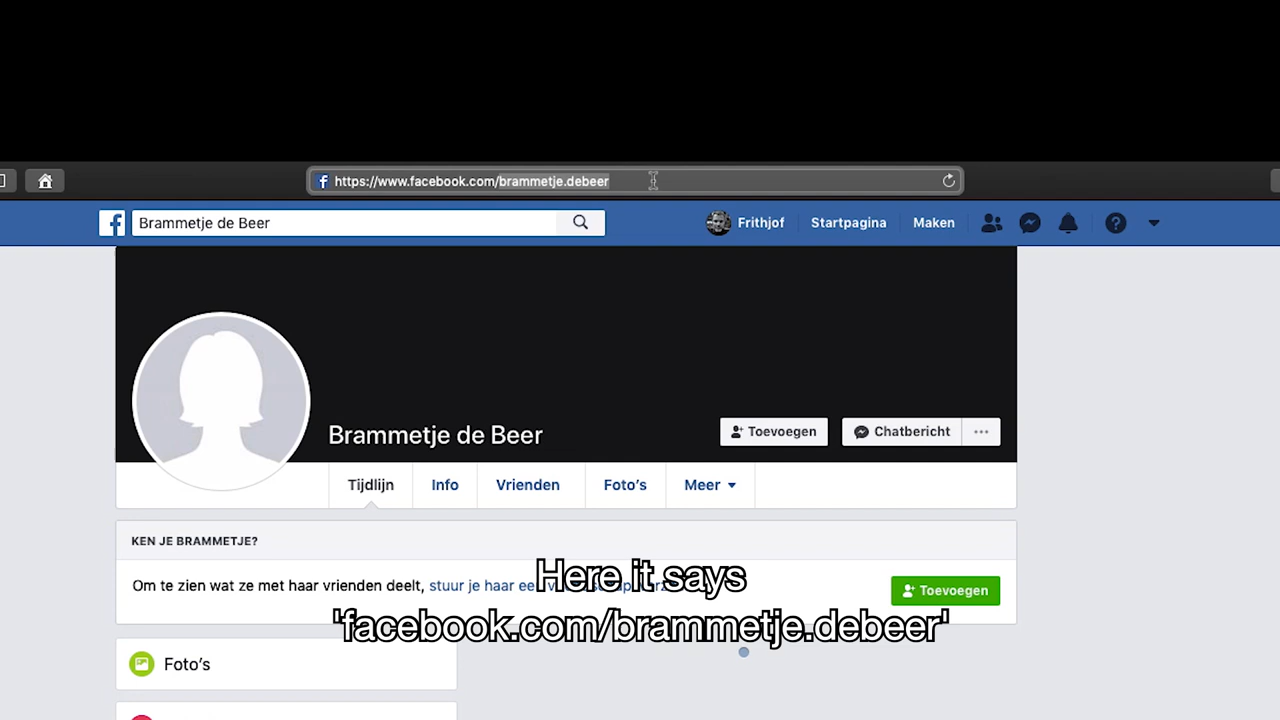 https://www.facebook.com/brammetje.debeer
Brammetje de Beer
Frithjof
Startpagina
Maken
Brammetje de Beer
Toevoegen
Chatbericht
Tijdlijn
Info
Vrienden
Foto's
Meer
KEN JE BRAMMETJE?
Om te zien wat ze met haar vrienden deelt, stuur je haar
Toevoegen
Here it says
'facebook.com/brammetje.debeer'
Foto's